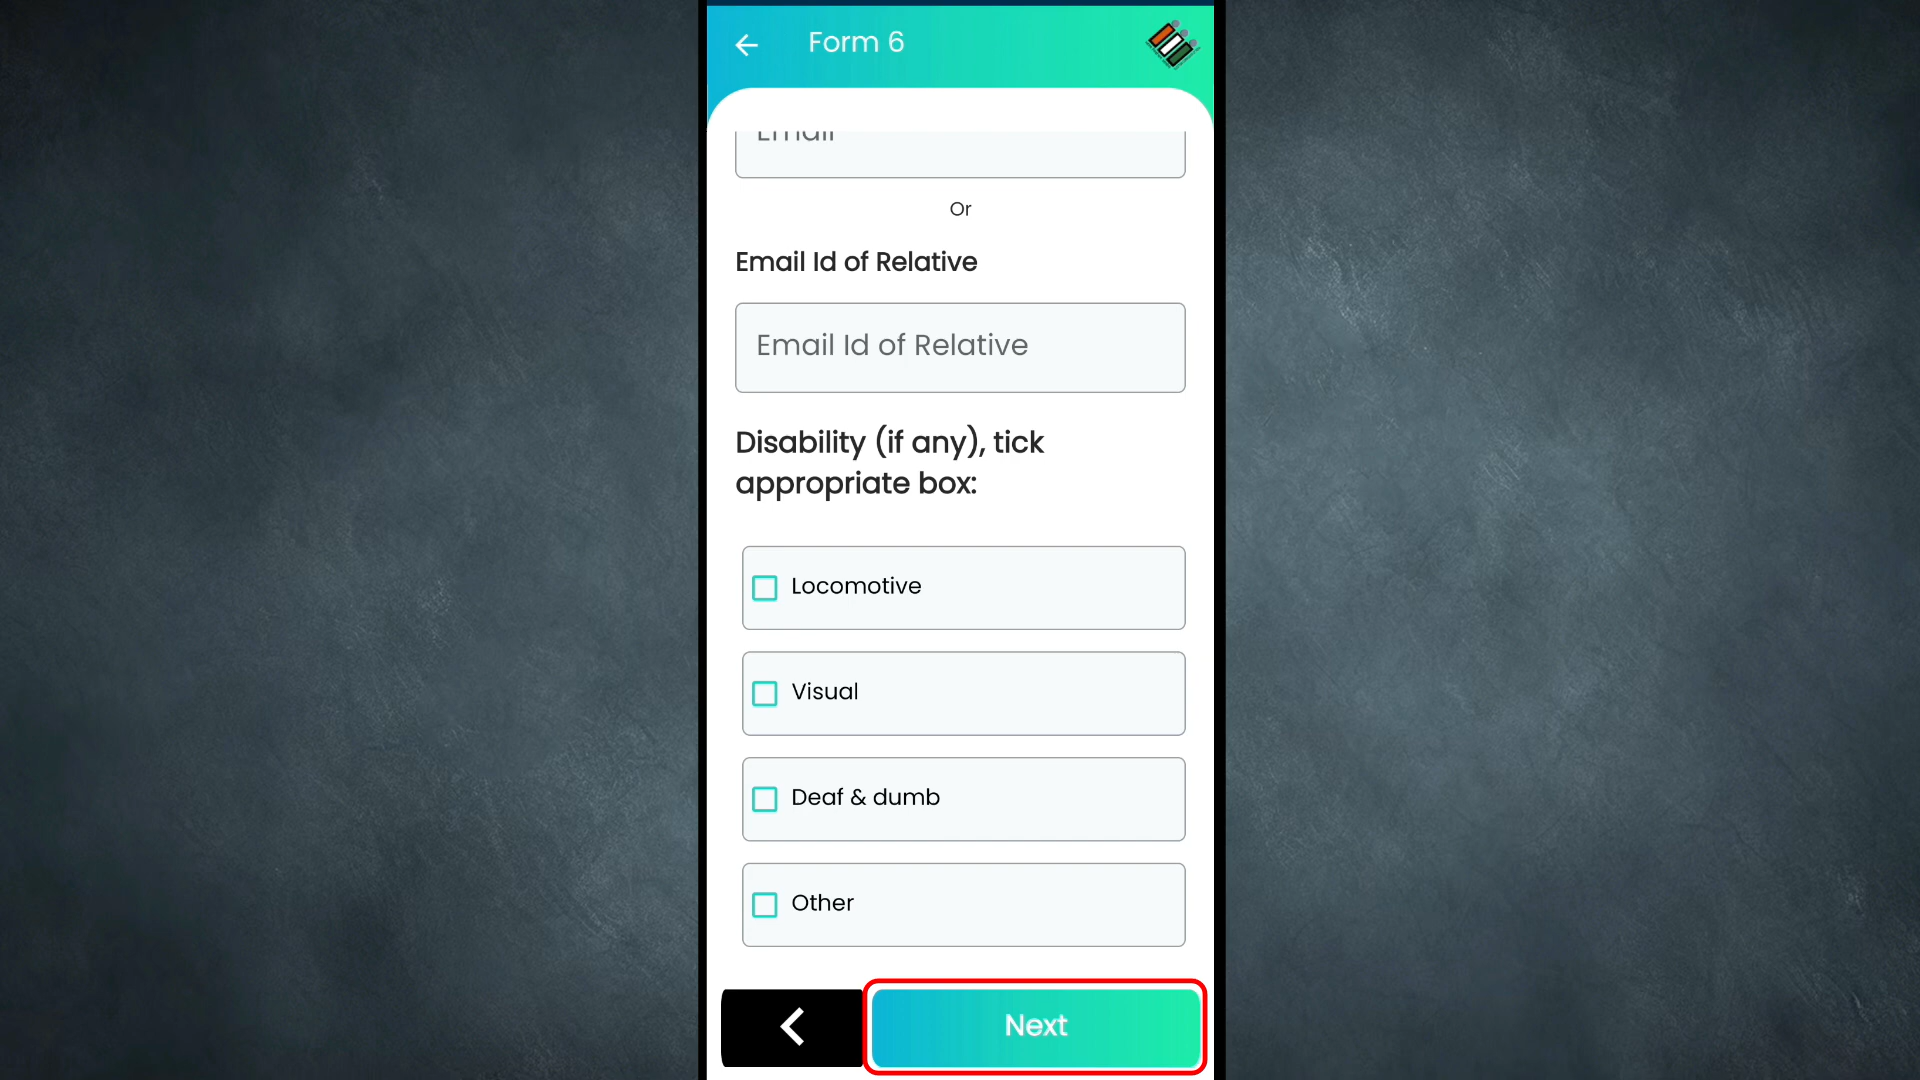 Form 6
Email
Or
Email Id of Relative
Email Id of Relative
Disability (if any), tick
appropriate box:
Locomotive
Visual
Deaf & dumb
Other
Next